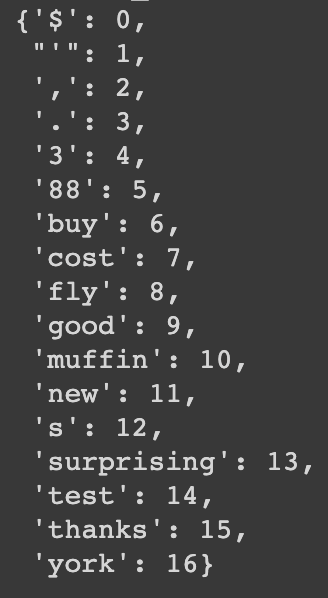 {'$': 0,
"'": 1,
',': 2,
'.': 3,
'3': 4,
'88': 5,
'buy': 6,
'cost': 7,
'fly': 8,
'good': 9,
'muffin': 10,
'new': 11,
's': 12,
'surprising': 13,
'test': 14,
'thanks': 15,
'york': 16}